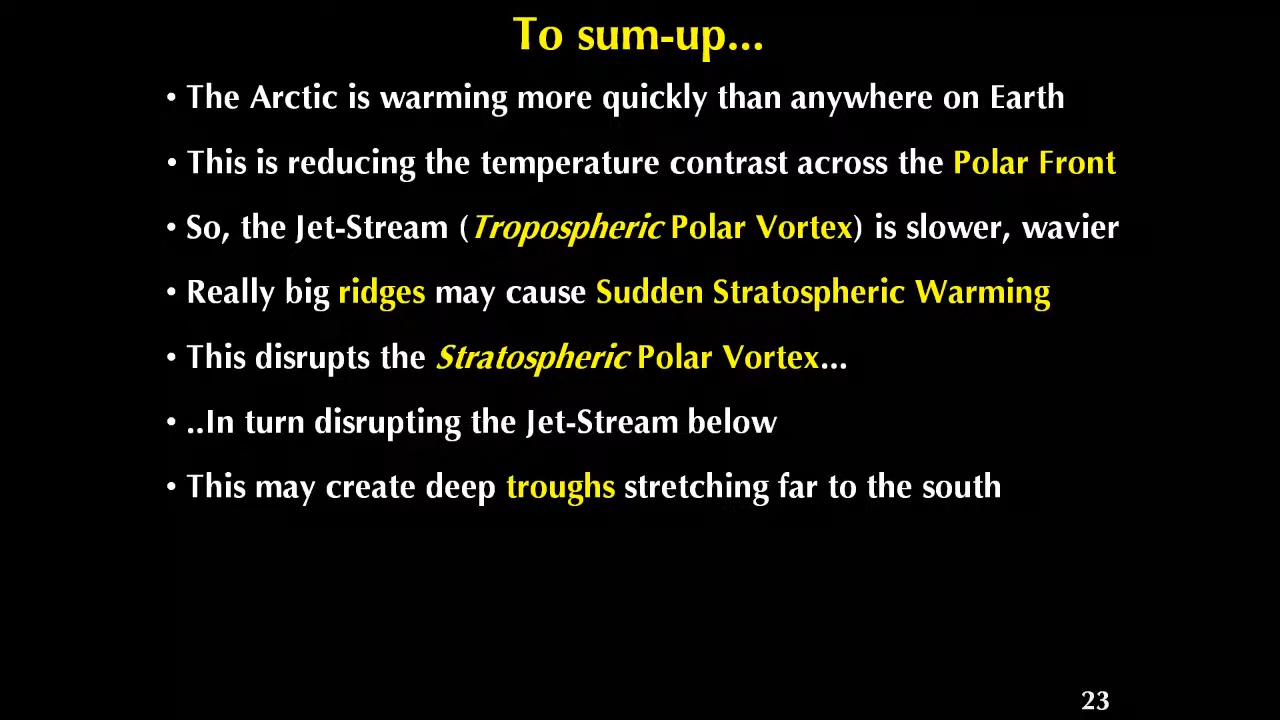 To sum-up...
• The Arctic is warming more quickly than anywhere on Earth
• This is reducing the temperature contrast across the Polar Front
• So, the Jet-Stream (Tropospheric Polar Vortex) is slower, wavier
• Really big ridges may cause Sudden Stratospheric Warming
• This disrupts the Stratospheric Polar Vortex...
• ..In turn disrupting the Jet-Stream below
• This may create deep troughs stretching far to the south
23